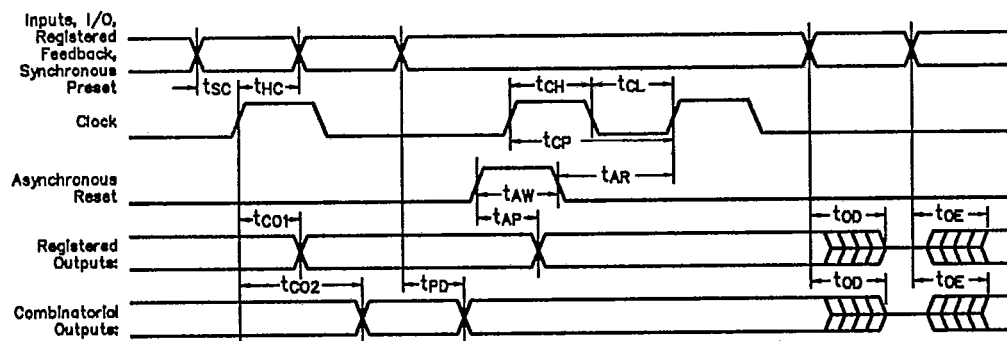 Inputs, I/O,
Registered
Feedback,
Synchronous
Preset
tSC
tHC
tCH
tCL
Clock
tCP
tAR
Asynchronous
Reset
tAW
tCO1
tAP
tOD
tOE
Registered
Outputs:
tCO2
tPD
tOD
tOE
Combinatorial
Outputs: